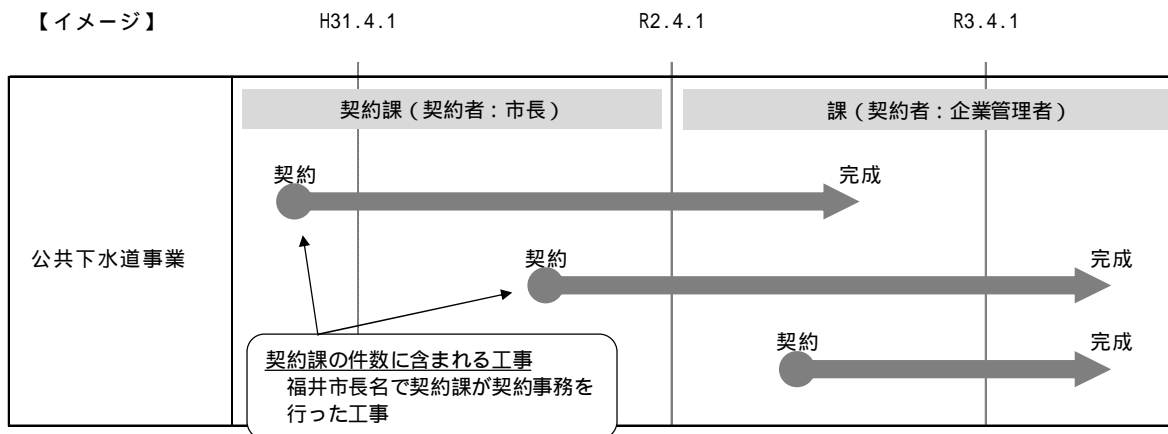 【イメージ】 H31.4.1 R2.4.1 R3.4.1
契約課（契約者：市長） 課（契約者：企業管理者）
契約 完成
公共下水道事業
契約 完成
契約 完成
契約課の件数に含まれる工事
福井市長名で契約課が契約事務を
行った工事